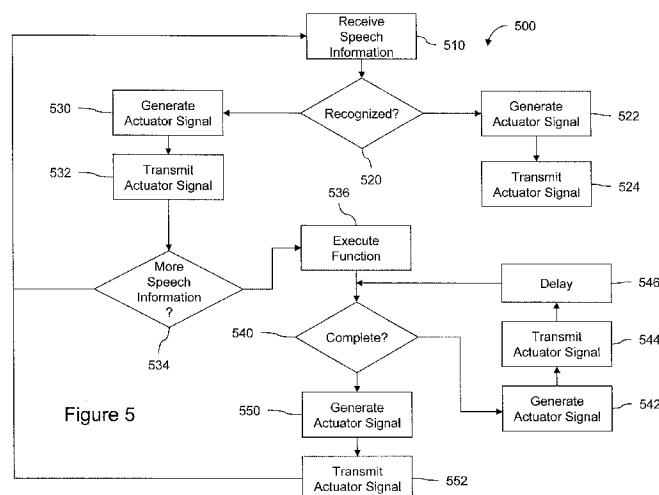 Receive
Speech
Information
510
500
530
Generate
Actuator Signal
Recognized?
520
Generate
Actuator Signal
522
532
Transmit
Actuator Signal
Transmit
Actuator Signal
524
536
Execute
Function
More
Speech
Information
?
534
Delay
546
540
Complete?
Transmit
Actuator Signal
544
Figure 5
550
Generate
Actuator Signal
Generate
Actuator Signal
542
Transmit
Actuator Signal
552